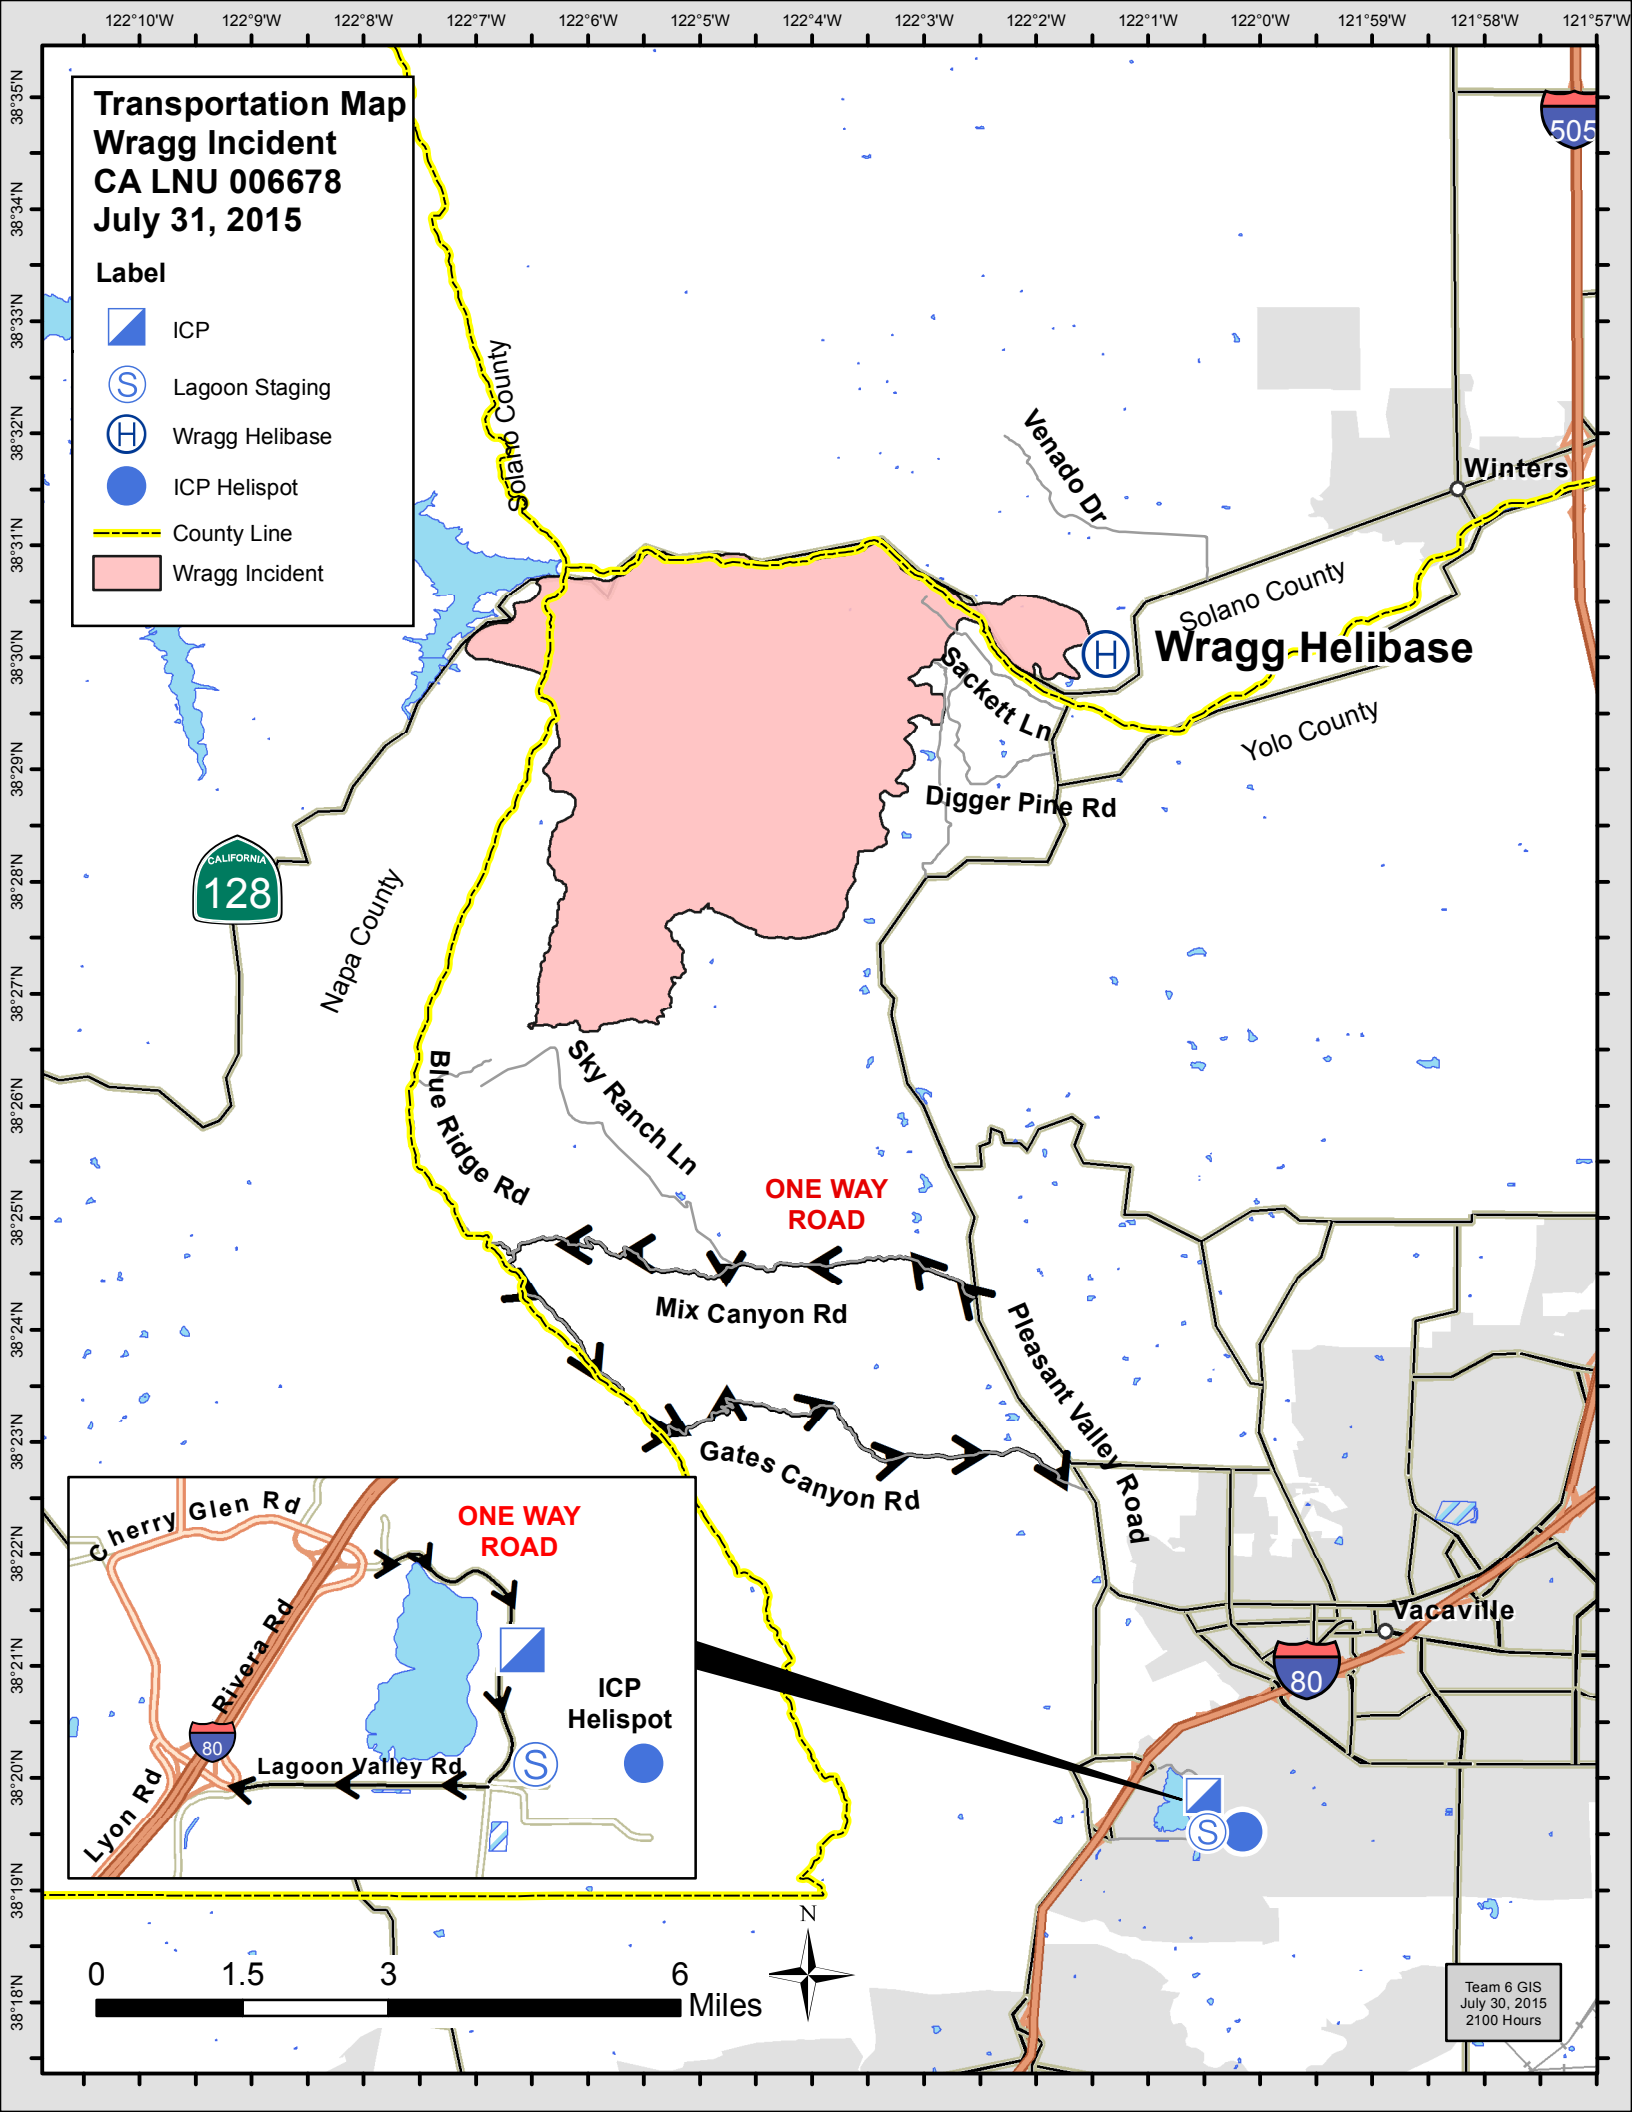 122°10'W 122°9'W 122°8'W 122°7'W 122°6'W 122°5'W 122°4'W 122°3'W 122°2'W 122°1'W 122°0'W 121°59'W 121°58'W 121°57'W
38°35'N
38°34'N
38°33'N
38°32'N
38°31'N
38°30'N
38°29'N
38°28'N
38°27'N
38°26'N
38°25'N
38°24'N
38°23'N
38°22'N
38°21'N
38°20'N
38°19'N
38°18'N
Transportation Map
Wragg Incident
CA LNU 006678
July 31, 2015
Label
ICP
S Lagoon Staging
H Wragg Helibase
ICP Helispot
County Line
Wragg Incident
505
Solano County
Venado Dr
Winters
Solano County
H Wragg Helibase
Sackett Ln
Yolo County
Digger Pine Rd
CALIFORNIA
128
Napa County
Blue Ridge Rd
Sky Ranch Ln
ONE WAY
ROAD
Mix Canyon Rd
Pleasant Valley Road
Gates Canyon Rd
Cherry Glen Rd
ONE WAY
ROAD
Rivera Rd
ICP
Helispot
80
Lagoon Valley Rd
S
Lyon Rd
Vacaville
80
S
N
0 1.5 3 6
Miles
Team 6 GIS
July 30, 2015
2100 Hours